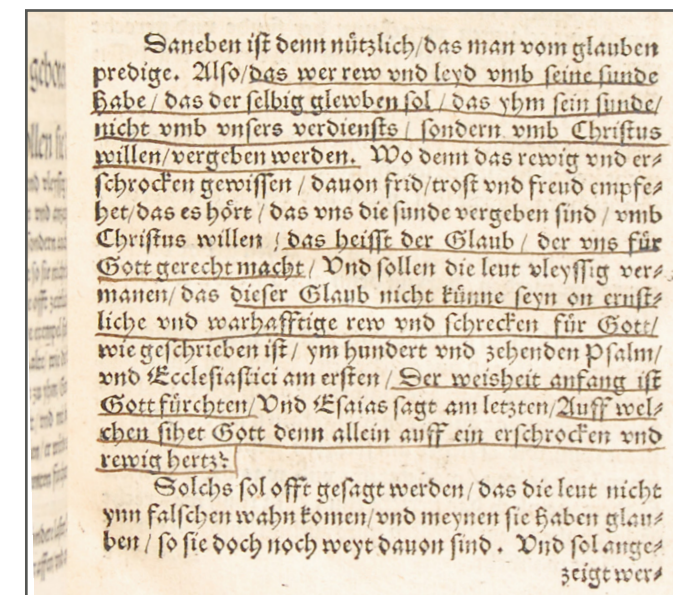 Daneben ist denn nützlich/das man vom glauben
predige. Also/das wer rew vnd leyd vmb seine sunde
habe/ das der selbig glewben sol/ das yhm sein sunde/
nicht vmb vnsers verdiensts/ sondern vmb Christus
willen/vergeben werden. Wo denn das rewig vnd er⸗
schrocken gewissen/ dauon frid/trost vnd freud empfe⸗
het/das es hört/ das vns die sunde vergeben sind/ vmb
Christus willen/ das heisst der Glaub/ der vns für
Gott gerecht macht/ Vnd sollen die leut vleyssig ver⸗
manen/ das dieser Glaub nicht künne seyn on ernst⸗
liche vnd warhafftige rew vnd schrecken für Gott/
wie geschrieben ist/ ym hundert vnd zehenden Psalm/
vnd Ecclesiastici am ersten/ Der weisheit anfang ist
Gott fürchten/Vnd Esaias sagt am letzten/Auff wel⸗
chen sihet Gott denn allein auff ein erschrocken vnd
rewig hertz?
Solchs sol offt gesagt werden/ das die leut nicht
ynn falschen wahn komen/vnd meynen sie haben glau⸗
ben/ so sie doch noch weyt dauon sind. Vnd sol ange⸗
zeigt wer⸗